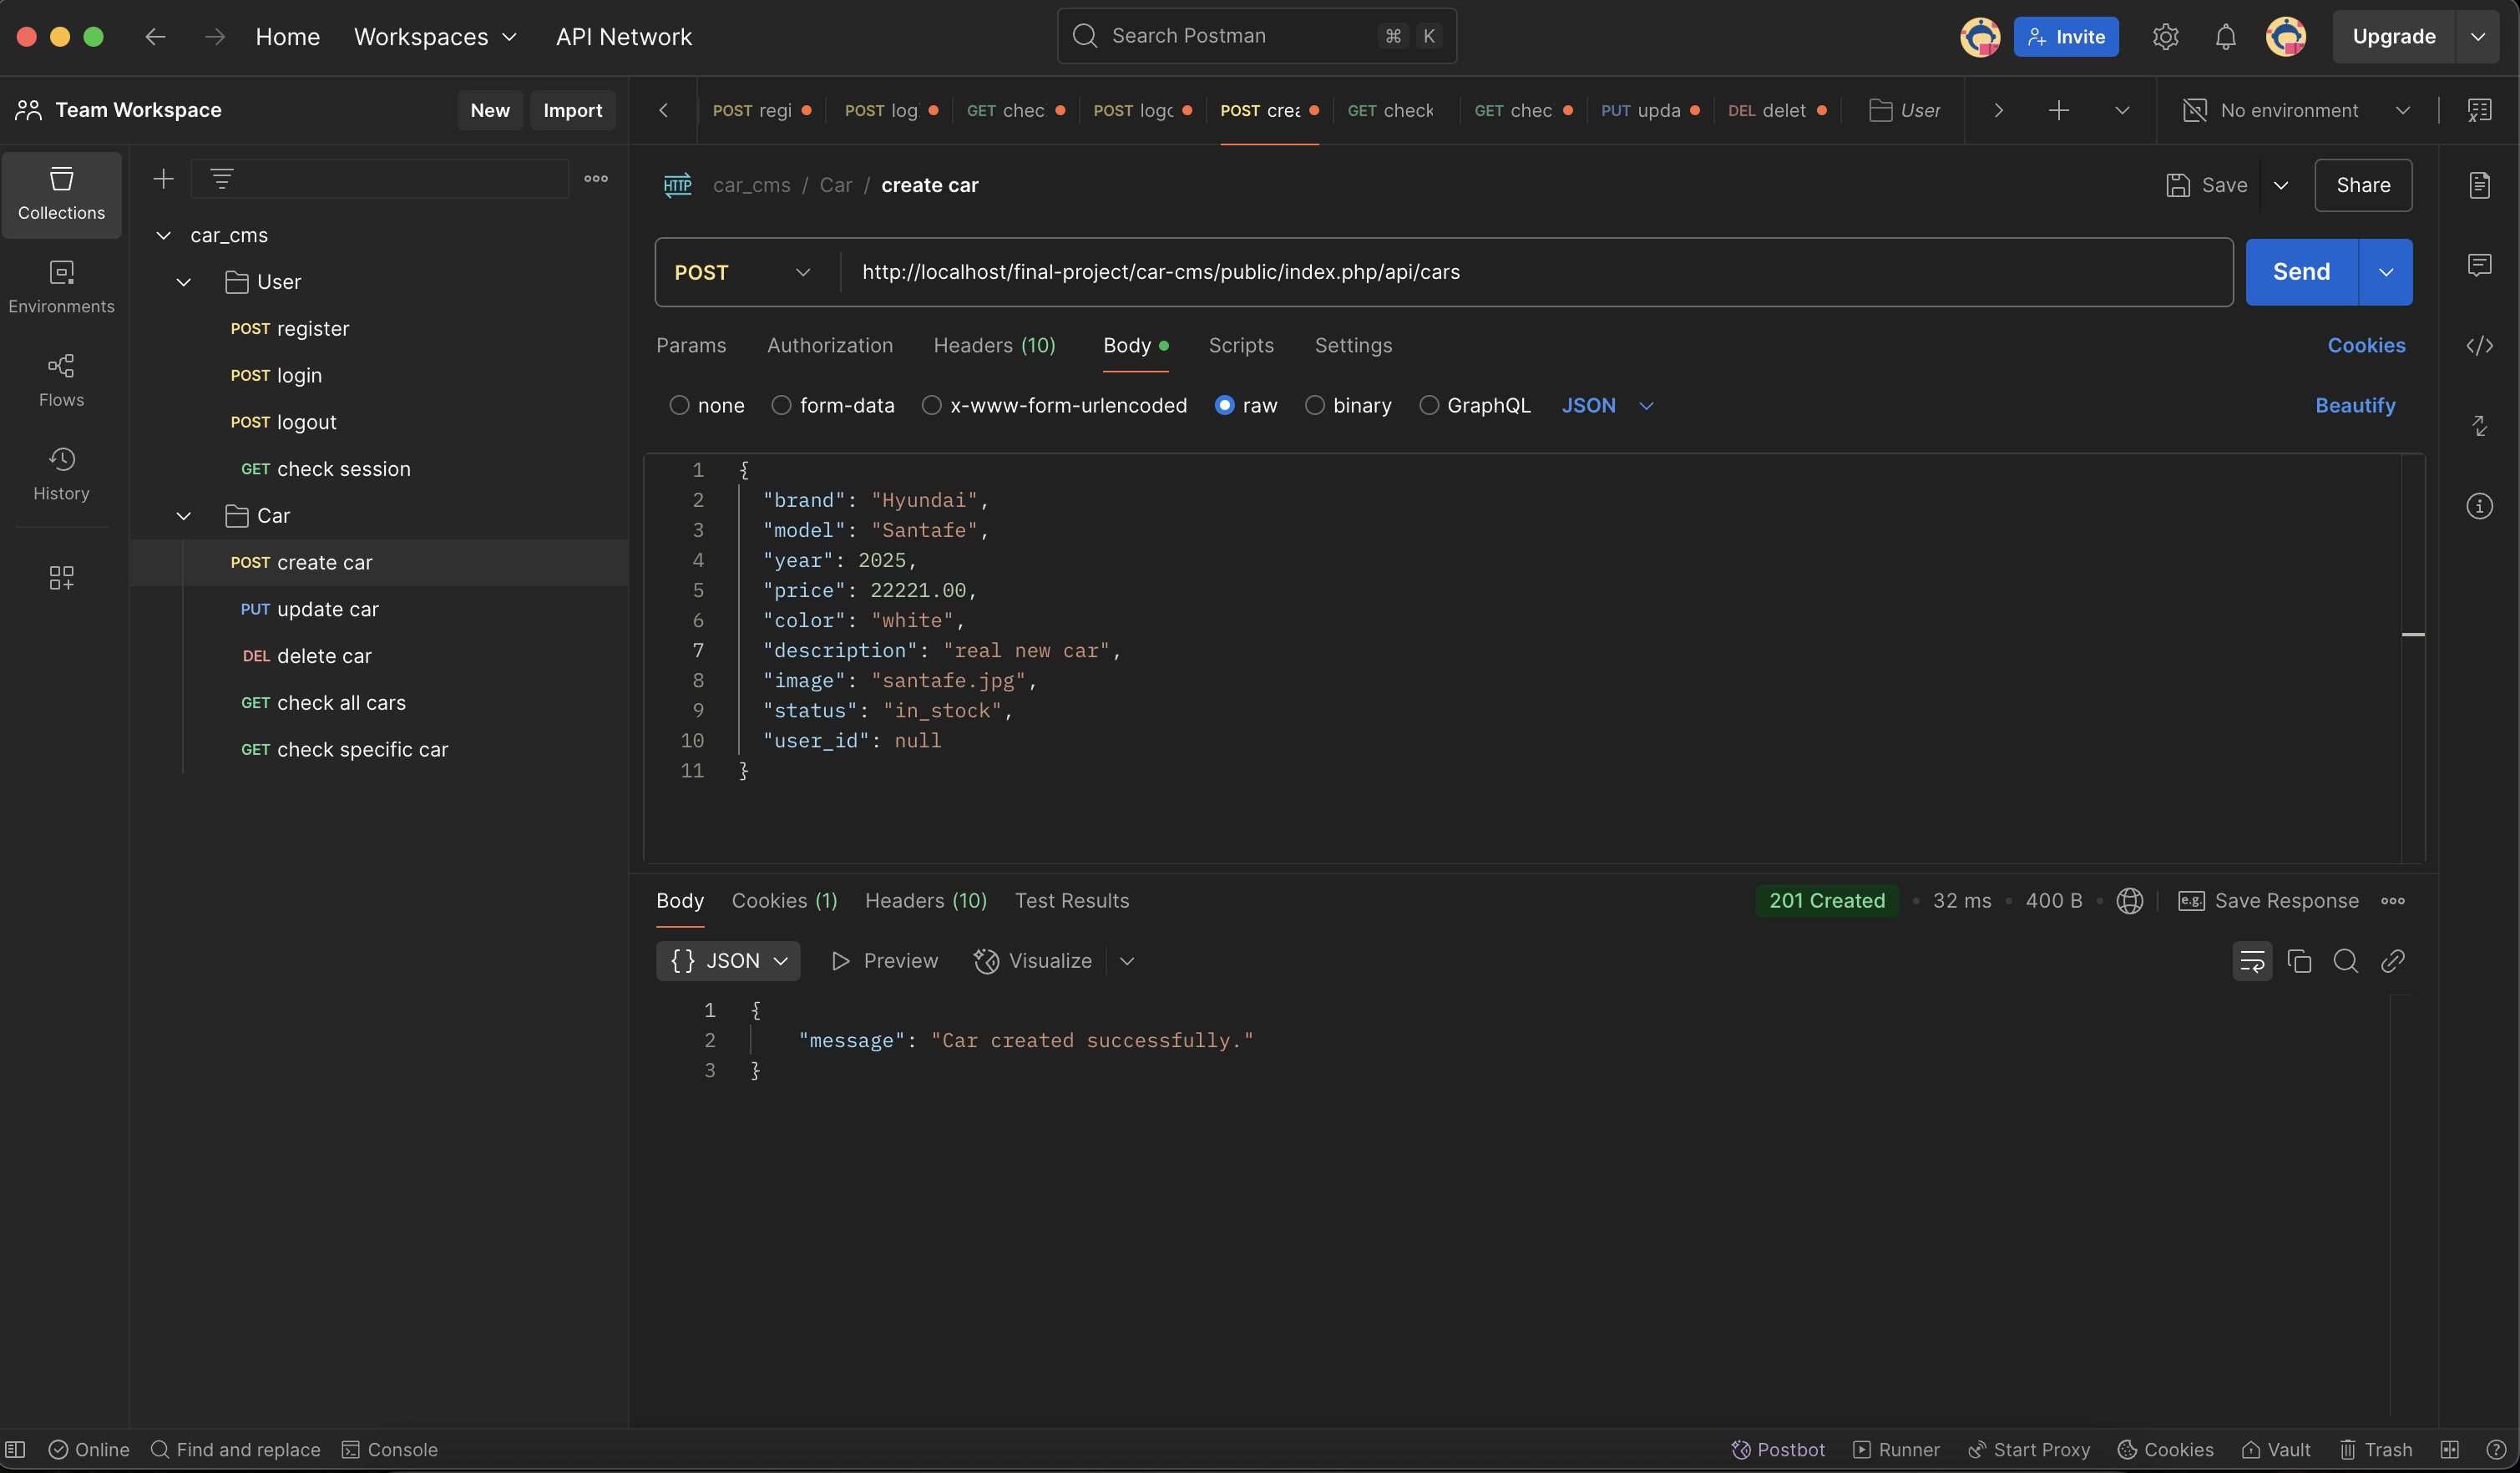 Home Workspaces API Network
Search Postman ⌘ K
Invite Upgrade
Team Workspace New Import
POST regi POST log GET chec POST logc POST crea GET check GET chec PUT upda DEL delet User No environment
Collections
Environments
Flows
History
car_cms
User
POST register
POST login
POST logout
GET check session
Car
POST create car
PUT update car
DEL delete car
GET check all cars
GET check specific car
HTTP car_cms / Car / create car
Save Share
POST http://localhost/final-project/car-cms/public/index.php/api/cars Send
Params Authorization Headers (10) Body Scripts Settings Cookies
none form-data x-www-form-urlencoded raw binary GraphQL JSON Beautify
1 {
2 "brand": "Hyundai",
3 "model": "Santafe",
4 "year": 2025,
5 "price": 22221.00,
6 "color": "white",
7 "description": "real new car",
8 "image": "santafe.jpg",
9 "status": "in_stock",
10 "user_id": null
11 }
Body Cookies (1) Headers (10) Test Results 201 Created • 32 ms • 400 B • e.g. Save Response
{} JSON Preview Visualize
1 {
2 "message": "Car created successfully."
3 }
Online Find and replace Console Postbot Runner Start Proxy Cookies Vault Trash